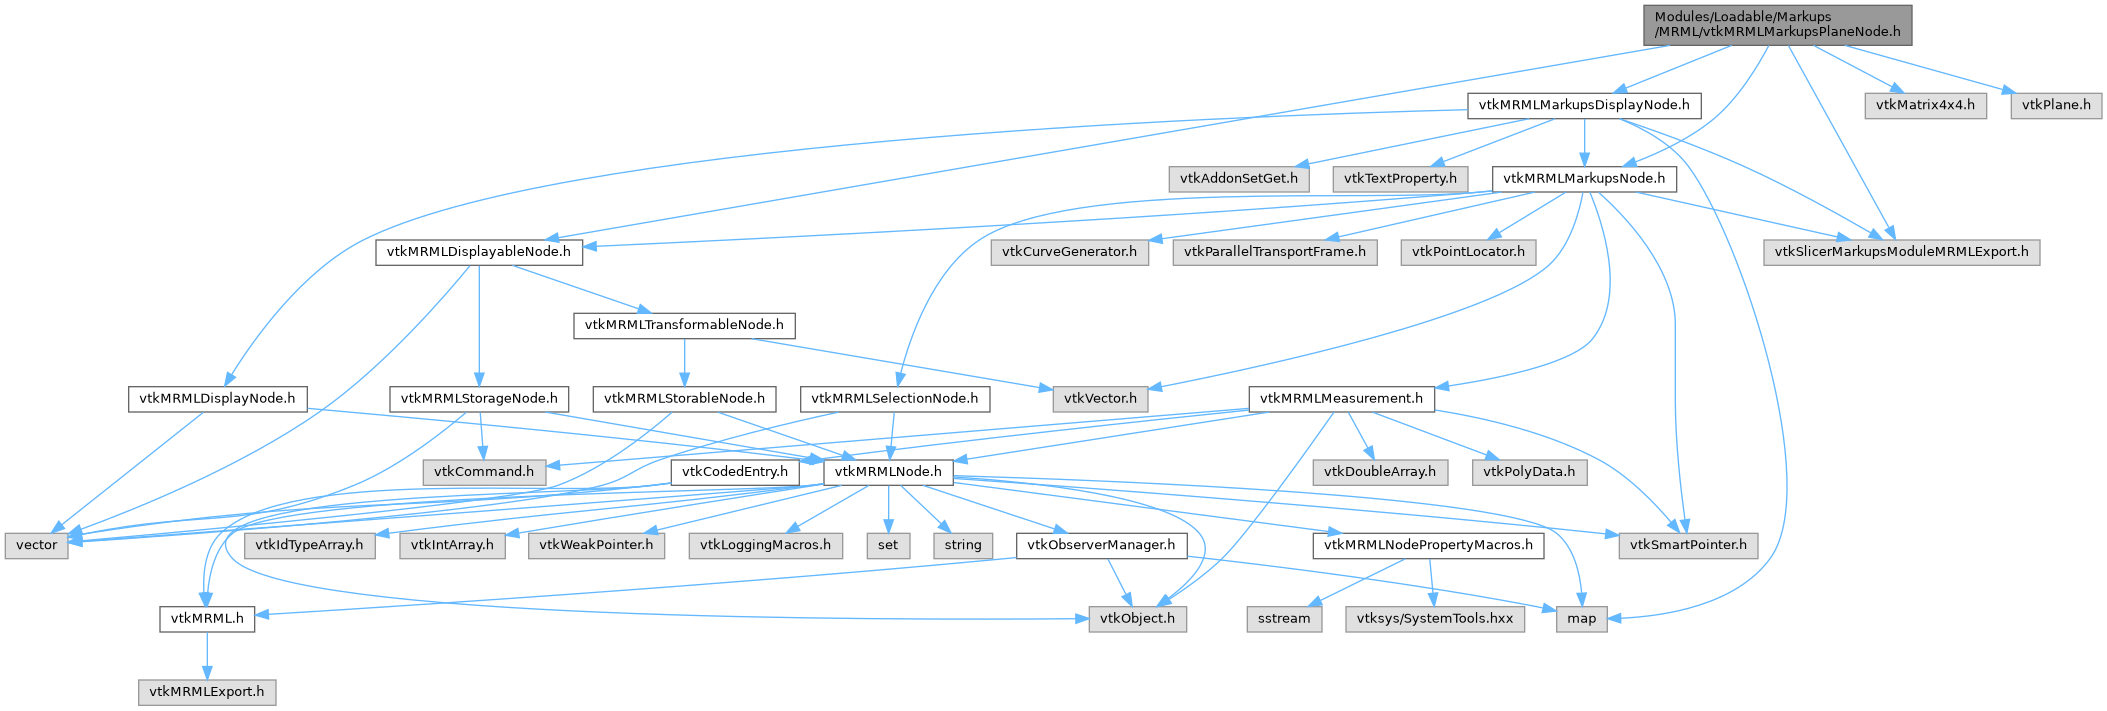 Modules/Loadable/Markups
/MRML/vtkMRMLMarkupsPlaneNode.h
vtkMRMLMarkupsDisplayNode.h
vtkMatrix4x4.h
vtkPlane.h
vtkAddonSetGet.h
vtkTextProperty.h
vtkMRMLMarkupsNode.h
vtkMRMLDisplayableNode.h
vtkCurveGenerator.h
vtkParallelTransportFrame.h
vtkPointLocator.h
vtkSlicerMarkupsModuleMRMLExport.h
vtkMRMLTransformableNode.h
vtkMRMLDisplayNode.h
vtkMRMLStorageNode.h
vtkMRMLStorableNode.h
vtkMRMLSelectionNode.h
vtkVector.h
vtkMRMLMeasurement.h
vtkCommand.h
vtkCodedEntry.h
vtkMRMLNode.h
vtkDoubleArray.h
vtkPolyData.h
vector
vtkIdTypeArray.h
vtkIntArray.h
vtkWeakPointer.h
vtkLoggingMacros.h
set
string
vtkObserverManager.h
vtkMRMLNodePropertyMacros.h
vtkSmartPointer.h
vtkMRML.h
vtkObject.h
sstream
vtksys/SystemTools.hxx
map
vtkMRMLExport.h